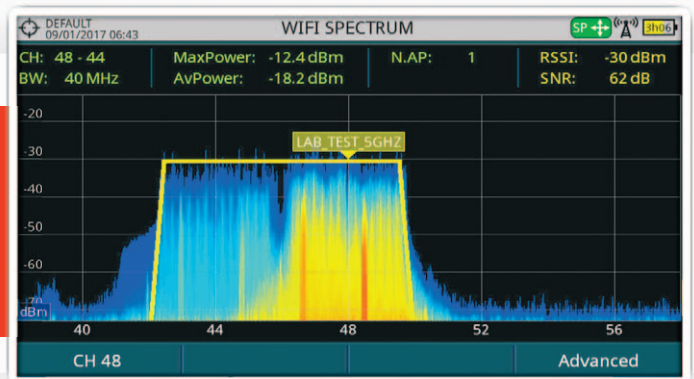 DEFAULT
09/01/2017 06:43
WIFI SPECTRUM
SP
3h06
CH: 48 - 44
MaxPower: -12.4 dBm
N.AP: 1
RSSI: -30 dBm
BW: 40 MHz
AvPower: -18.2 dBm
SNR: 62 dB
-20
LAB_TEST_5GHZ
-30
-40
-50
-60
-70
dBm
40 44 48 52 56
CH 48
Advanced